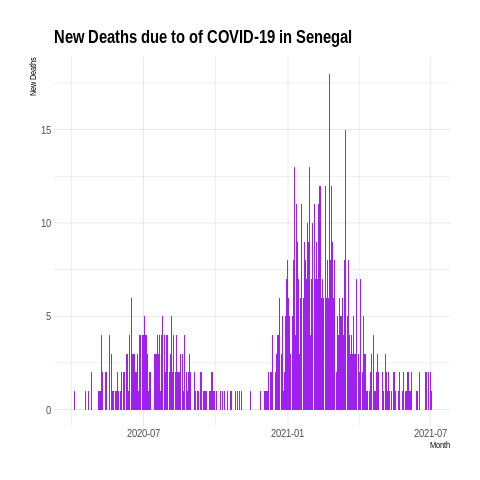 New Deaths due to of COVID-19 in Senegal
New Deaths
15
10
5
0
2020-07
2021-01
2021-07
Month